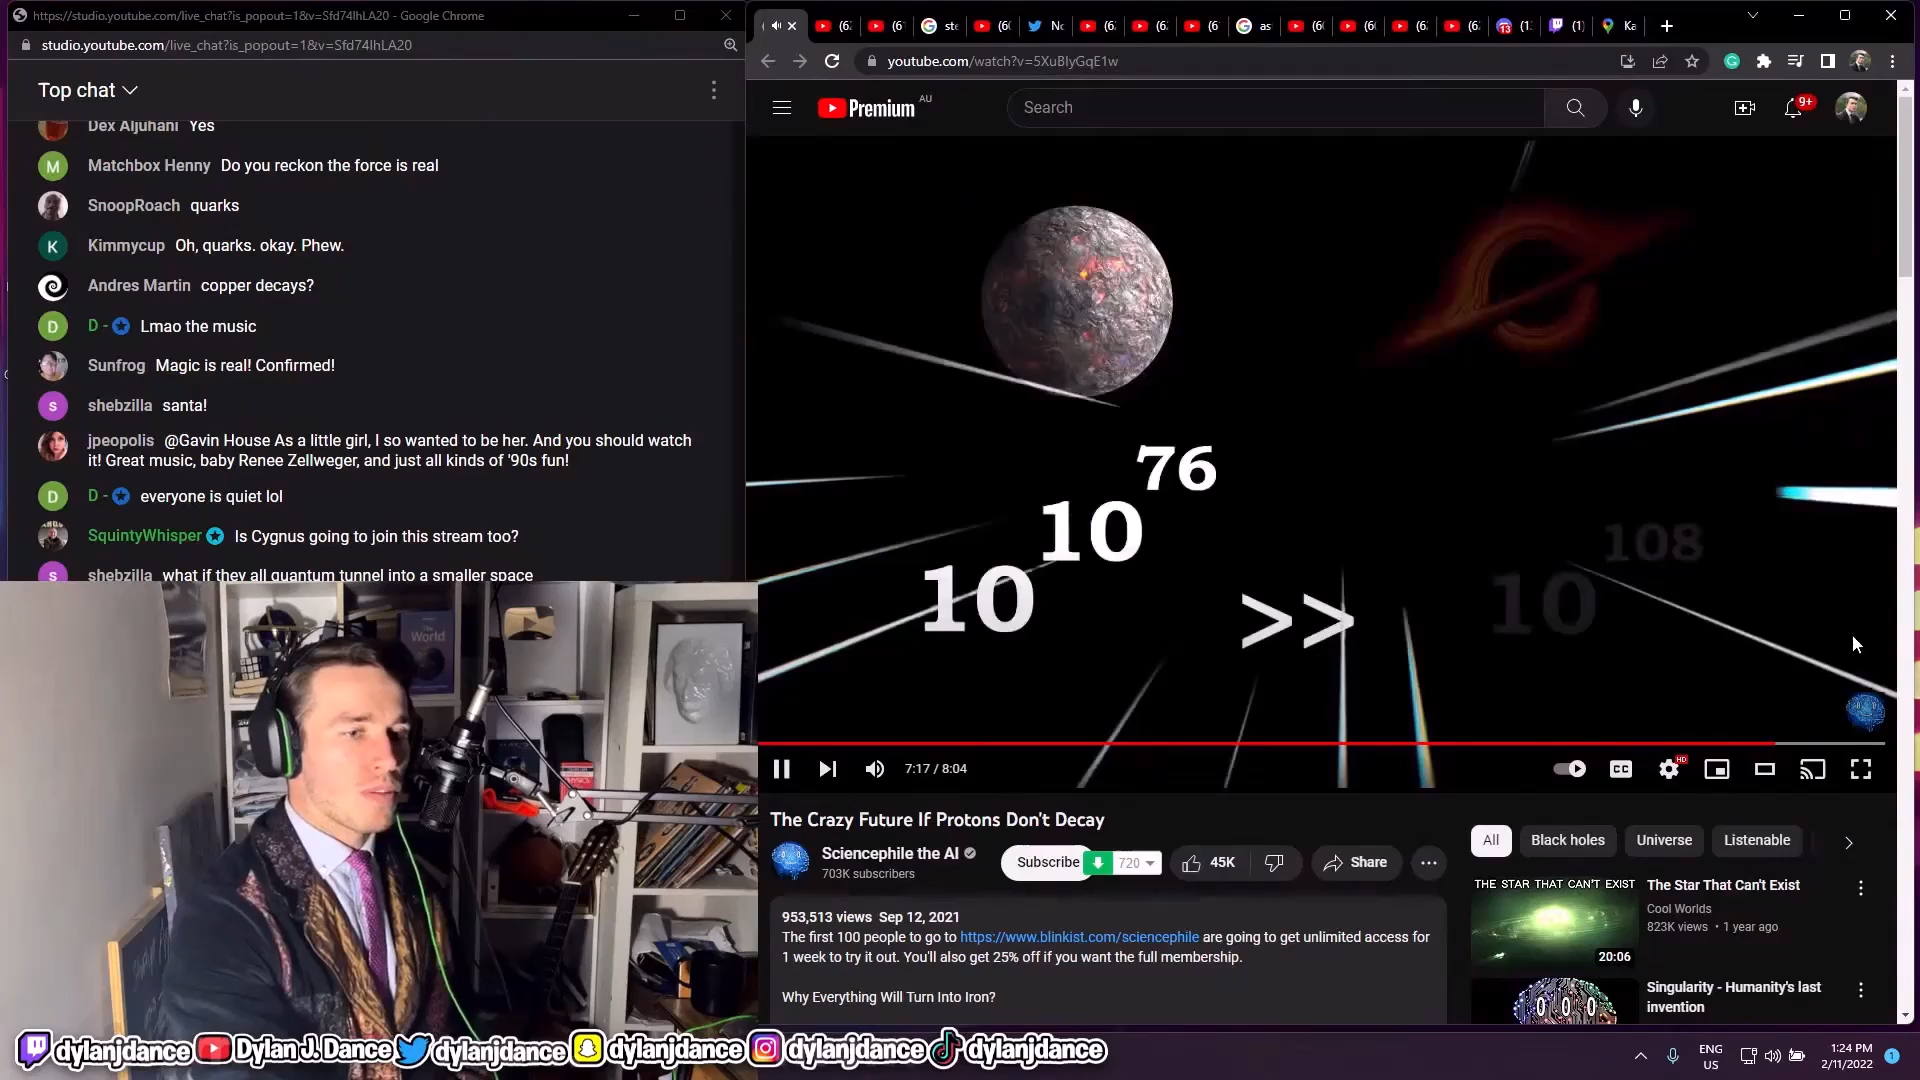 https://studio.youtube.com/live_chat?is_popout=1&v=Sfd74lhLA20 - Google Chrome
studio.youtube.com/live_chat?is_popout=1&v=Sfd74lhLA20
Top chat
Dex Aljuhani Yes
M Matchbox Henny Do you reckon the force is real
SnoopRoach quarks
K Kimmycup Oh, quarks. okay. Phew.
Andres Martin copper decays?
D D - Lmao the music
Sunfrog Magic is real! Confirmed!
s shebzilla santa!
jpeopolis @Gavin House As a little girl, I so wanted to be her. And you should watch
it! Great music, baby Renee Zellweger, and just all kinds of '90s fun!
D D - everyone is quiet lol
SquintyWhisper Is Cygnus going to join this stream too?
s shebzilla what if they all quantum tunnel into a smaller space
The World
youtube.com/watch?v=5XuBIyGqE1w
Premium AU
Search
9+
76
10
10
>>
108
10
7:17 / 8:04
CC
HD
The Crazy Future If Protons Don't Decay
Sciencephile the AI
703K subscribers
Subscribe
720
45K
Share
953,513 views Sep 12, 2021
The first 100 people to go to https://www.blinkist.com/sciencephile are going to get unlimited access for
1 week to try it out. You'll also get 25% off if you want the full membership.
Why Everything Will Turn Into Iron?
All
Black holes
Universe
Listenable
THE STAR THAT CAN'T EXIST
20:06
The Star That Can't Exist
Cool Worlds
823K views • 1 year ago
Singularity - Humanity's last
invention
dylanjdance Dylan J. Dance dylanjdance dylanjdance dylanjdance dylanjdance
ENG
US
1:24 PM
2/11/2022
1